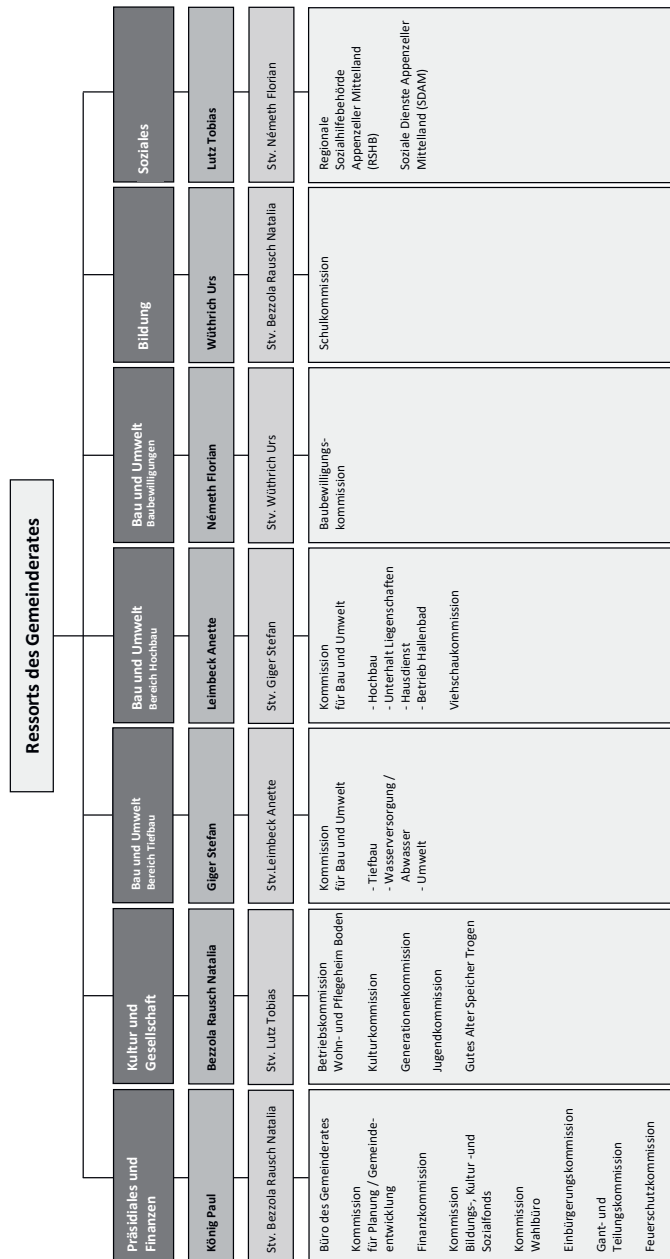 Ressorts des Gemeinderates
Präsidiales und
Finanzen
König Paul
Stv. Bezzola Rausch Natalia
Büro des Gemeinderates
Kommission
für Planung / Gemeinde-
entwicklung
Finanzkommission
Kommission
Bildungs-, Kultur -und
Sozialfonds
Kommission
Wahlbüro
Einbürgerungskommission
Gant- und
Teilungskommission
Feuerschutzkommission
Kultur und
Gesellschaft
Bezzola Rausch Natalia
Stv. Lutz Tobias
Betriebskommission
Wohn- und Pflegeheim Boden
Kulturkommission
Generationenkommission
Jugendkommission
Gutes Alter Speicher Trogen
Bau und Umwelt
Bereich Tiefbau
Giger Stefan
Stv.Leimbeck Anette
Kommission
für Bau und Umwelt
- Tiefbau
- Wasserversorgung /
Abwasser
- Umwelt
Bau und Umwelt
Bereich Hochbau
Leimbeck Anette
Stv. Giger Stefan
Kommission
für Bau und Umwelt
- Hochbau
- Unterhalt Liegenschaften
- Hausdienst
- Betrieb Hallenbad
Viehschaukommission
Bau und Umwelt
Baubewilligungen
Németh Florian
Stv. Wüthrich Urs
Baubewilligungs-
kommission
Bildung
Wüthrich Urs
Stv. Bezzola Rausch Natalia
Schulkommission
Soziales
Lutz Tobias
Stv. Németh Florian
Regionale
Sozialhilfebehörde
Appenzeller Mittelland
(RSHB)
Soziale Dienste Appenzeller
Mittelland (SDAM)